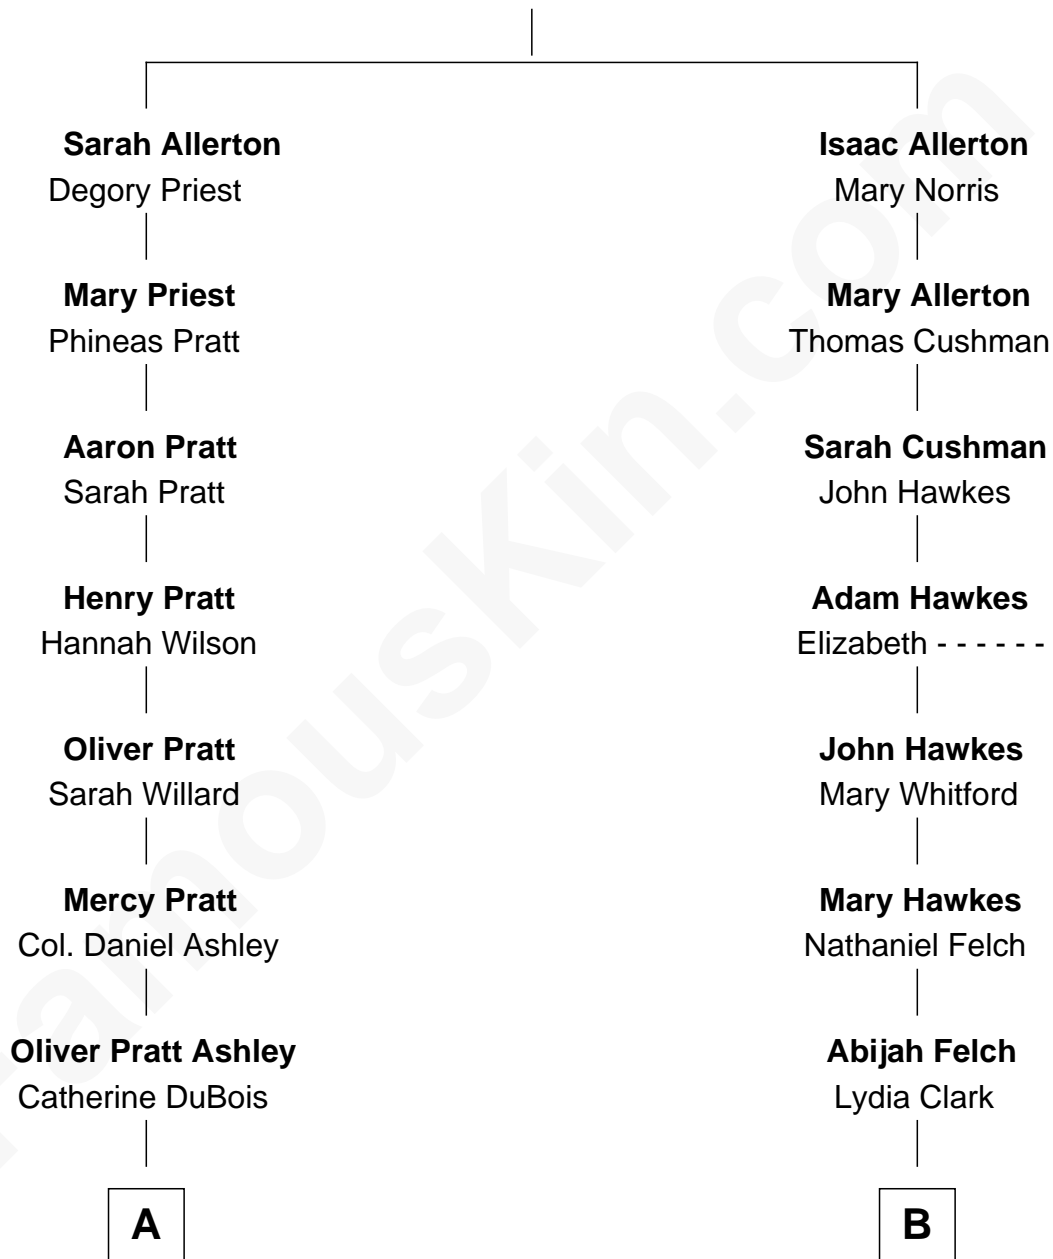 Sarah Allerton
Degory Priest
Mary Priest
Phineas Pratt
Aaron Pratt
Sarah Pratt
Henry Pratt
Hannah Wilson
Oliver Pratt
Sarah Willard
Mercy Pratt
Col. Daniel Ashley
Oliver Pratt Ashley
Catherine DuBois
A
Isaac Allerton
Mary Norris
Mary Allerton
Thomas Cushman
Sarah Cushman
John Hawkes
Adam Hawkes
Elizabeth - - - - - -
John Hawkes
Mary Whitford
Mary Hawkes
Nathaniel Felch
Abijah Felch
Lydia Clark
B
FamousKin.com